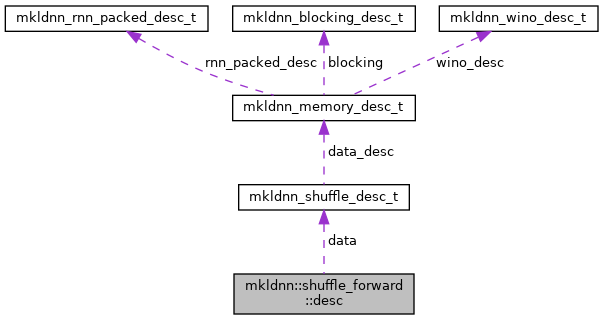 mkldnn_rnn_packed_desc_t
mkldnn_blocking_desc_t
mkldnn_wino_desc_t
rnn_packed_desc
blocking
wino_desc
mkldnn_memory_desc_t
data_desc
mkldnn_shuffle_desc_t
data
mkldnn::shuffle_forward
::desc